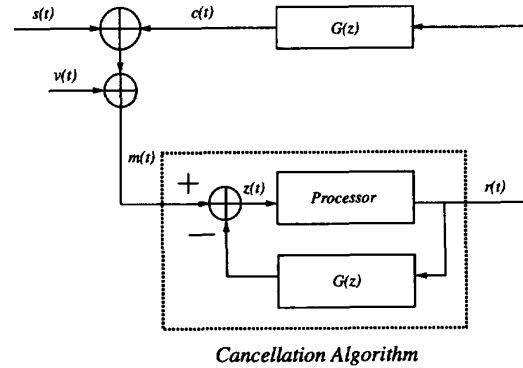 s(t)
c(t)
G(z)
v(t)
m(t)
+
z(t)
Processor
r(t)
−
G(z)
Cancellation Algorithm